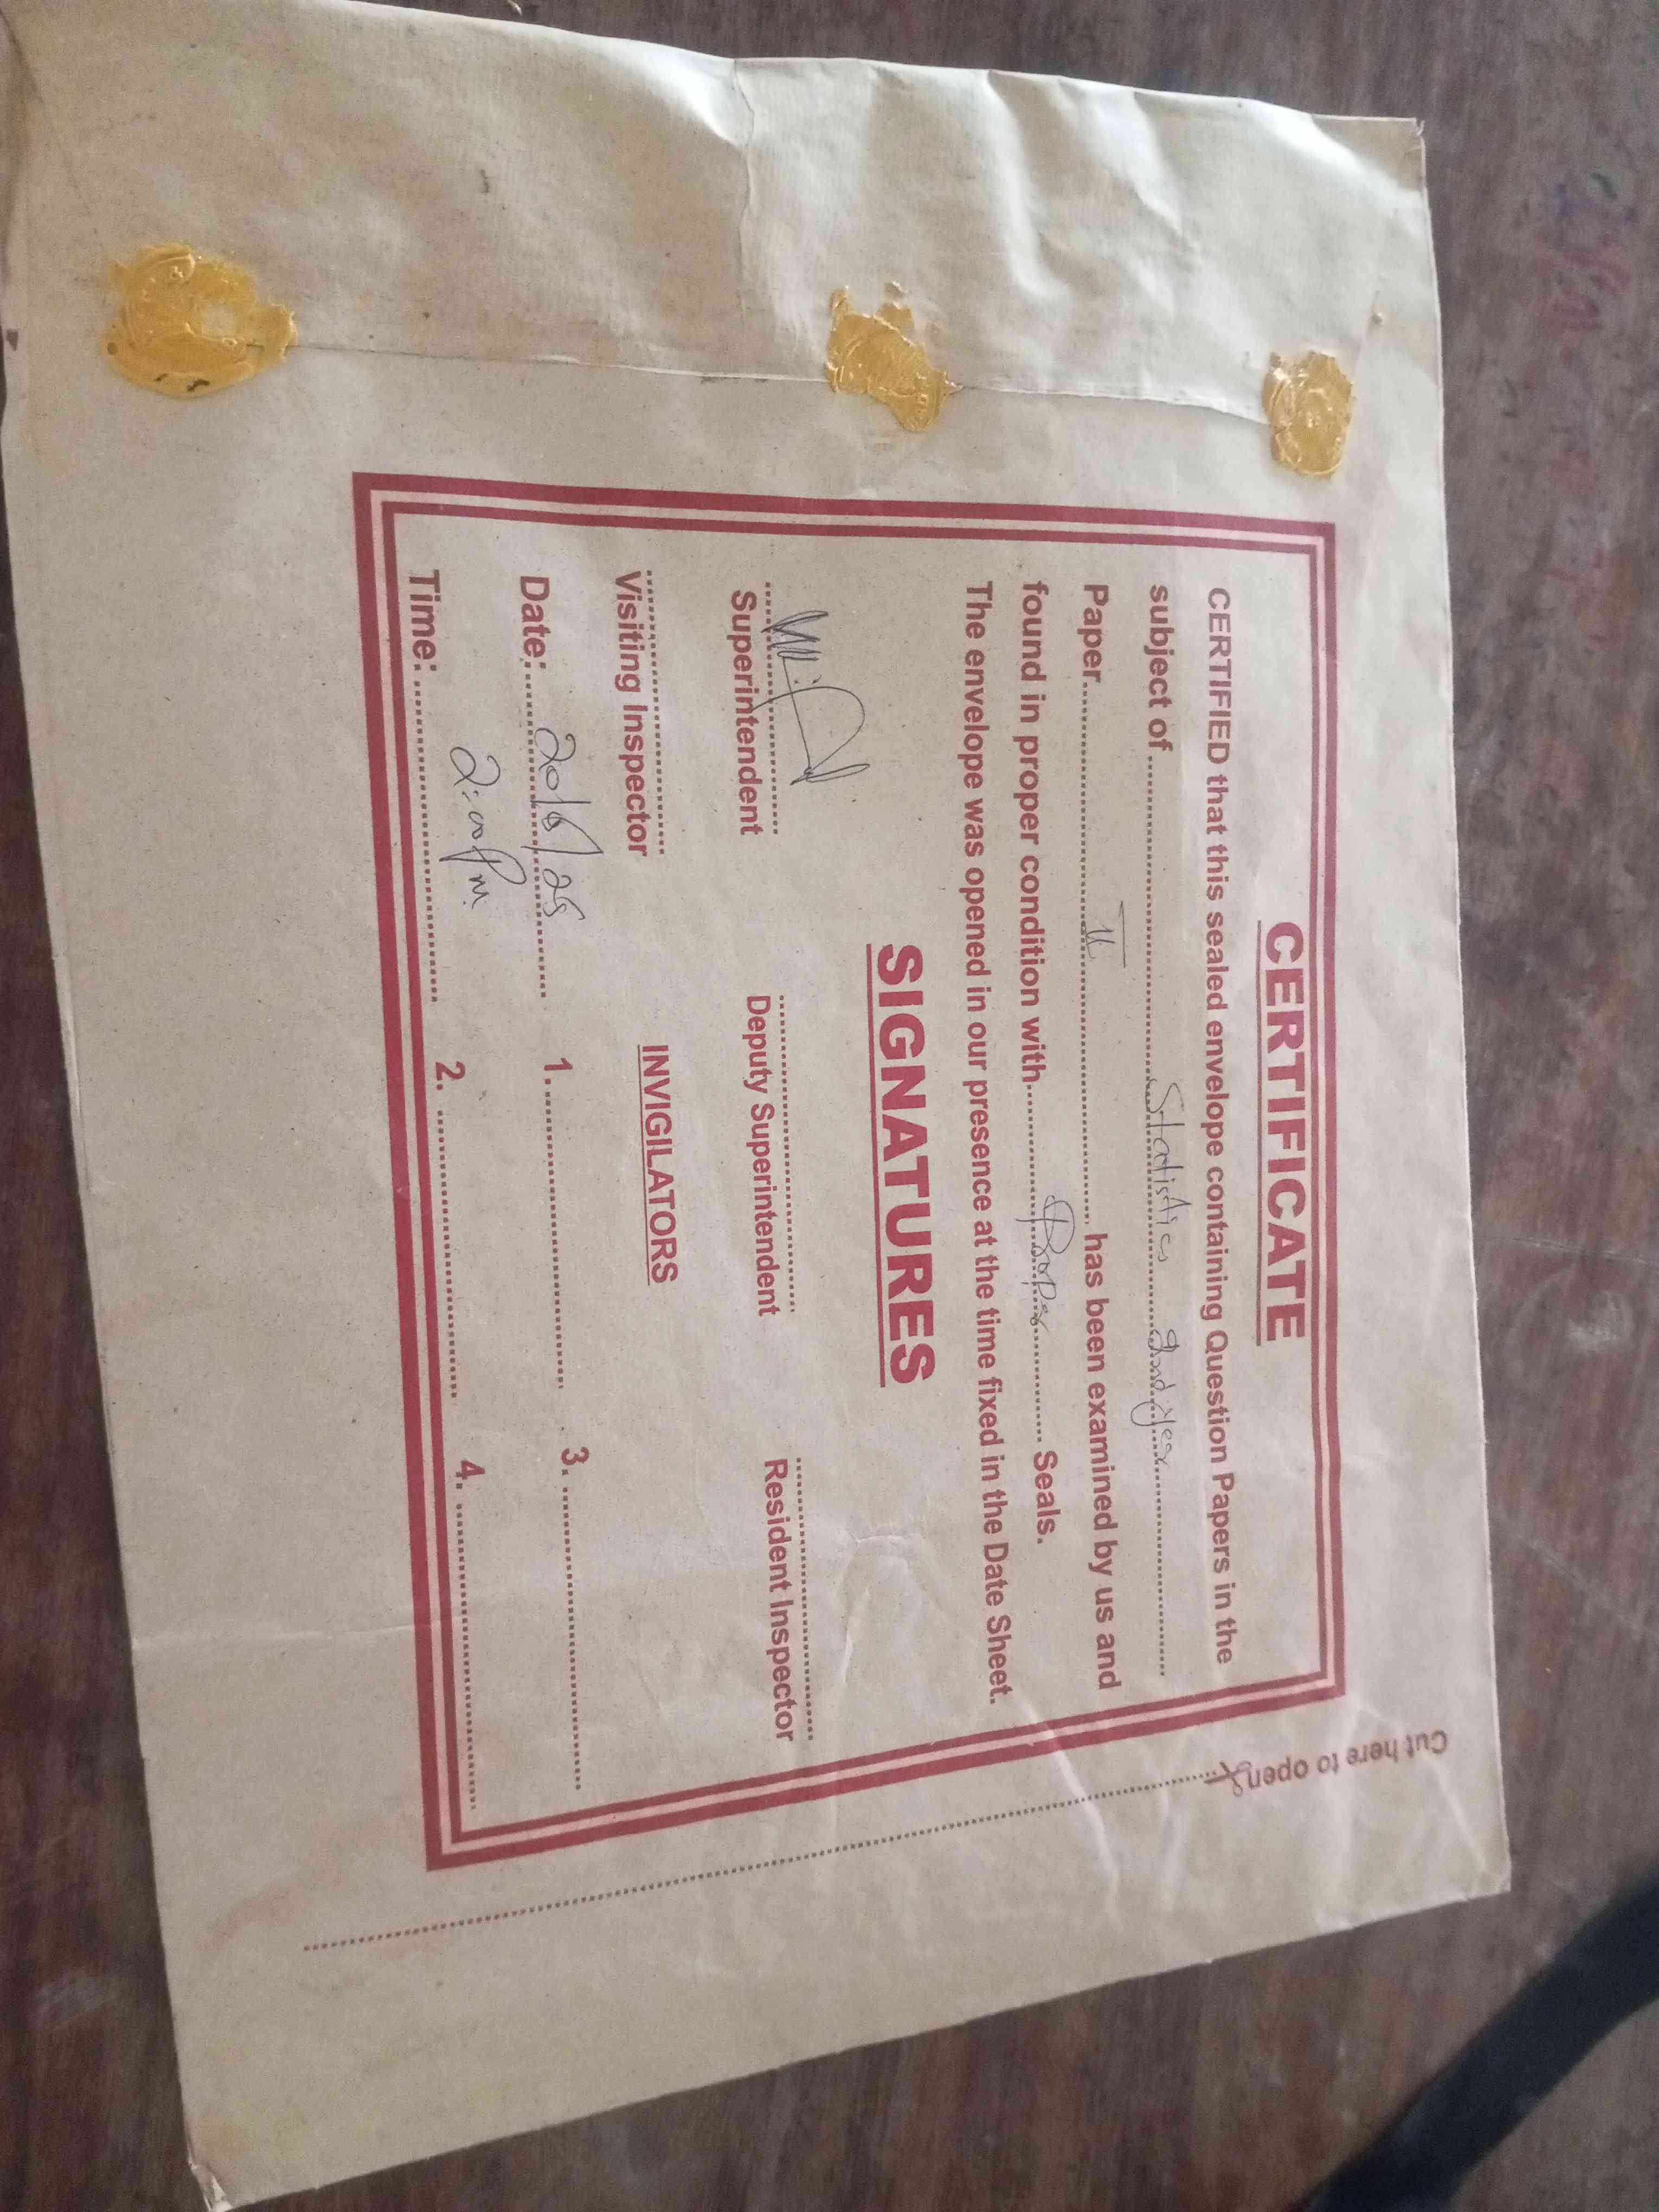 CERTIFICATE
CERTIFIED that this sealed envelope containing Question Papers in the
subject of ........ Statistics 2nd year ........
Paper ........ II ........ has been examined by us and
found in proper condition with ........ Proper ........ Seals.
The envelope was opened in our presence at the time fixed in the Date Sheet.
SIGNATURES
Superintendent Deputy Superintendent Resident Inspector
Visiting Inspector INVIGILATORS
Date: 20/6/25 1. ........ 3. ........
Time: 2:00 Pm. 2. ........ 4. ........
Cut here to open